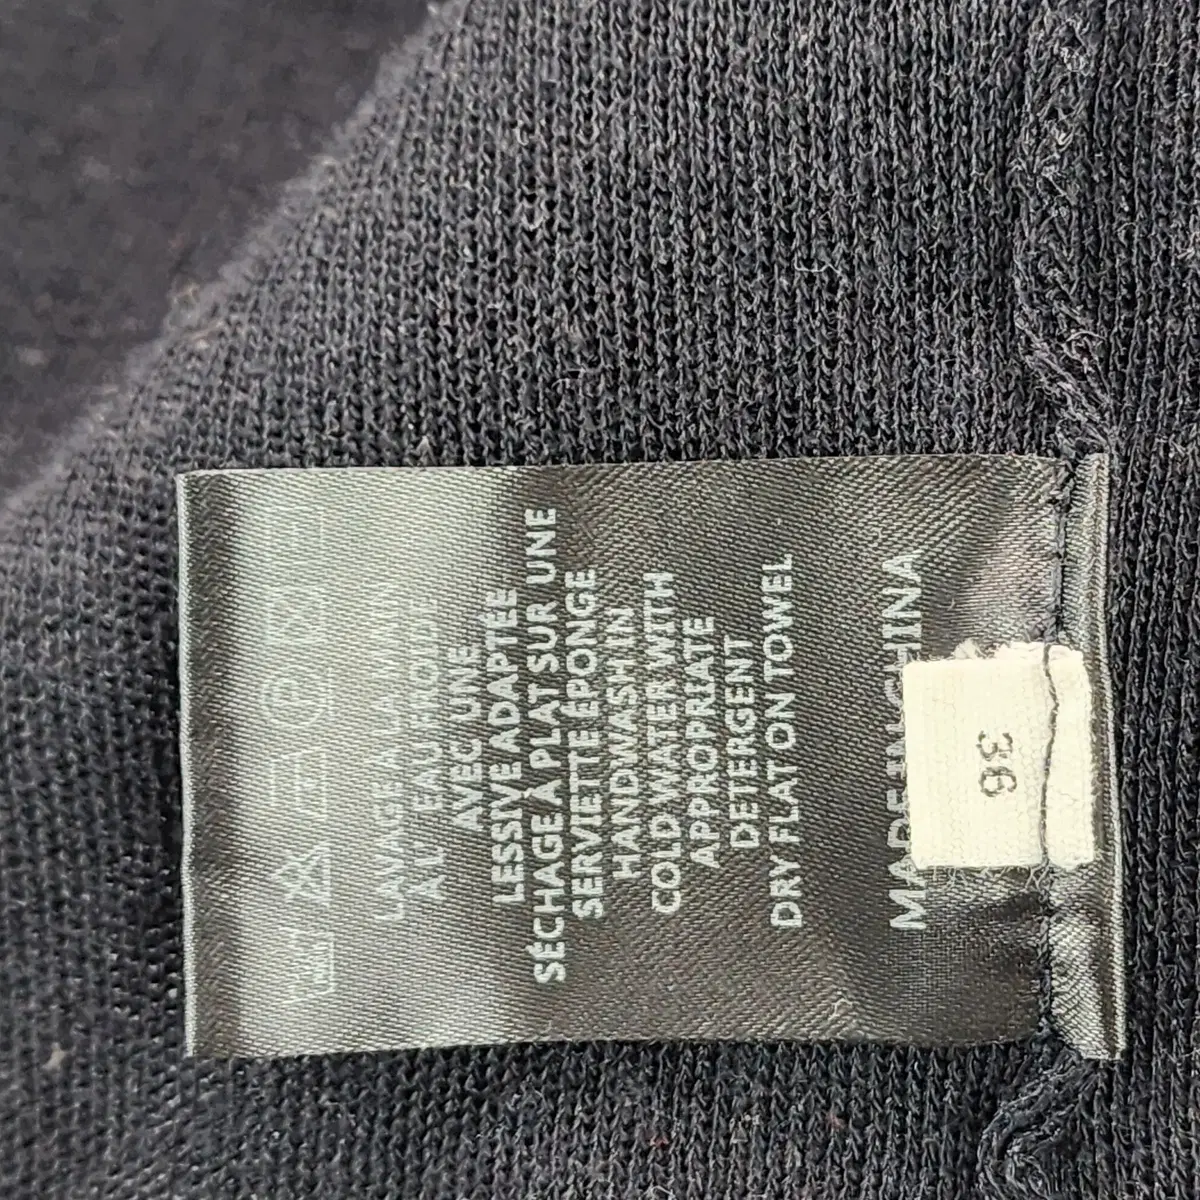 LAVAGE A LA MAIN
A L'EAU FROIDE
AVEC UNE
LESSIVE ADAPTÉE
SÉCHAGE À PLAT SUR UNE
SERVIETTE ÉPONGE
HANDWASH IN
COLD WATER WITH
APPROPRIATE
DETERGENT
DRY FLAT ON TOWEL
MADE IN CHINA
36